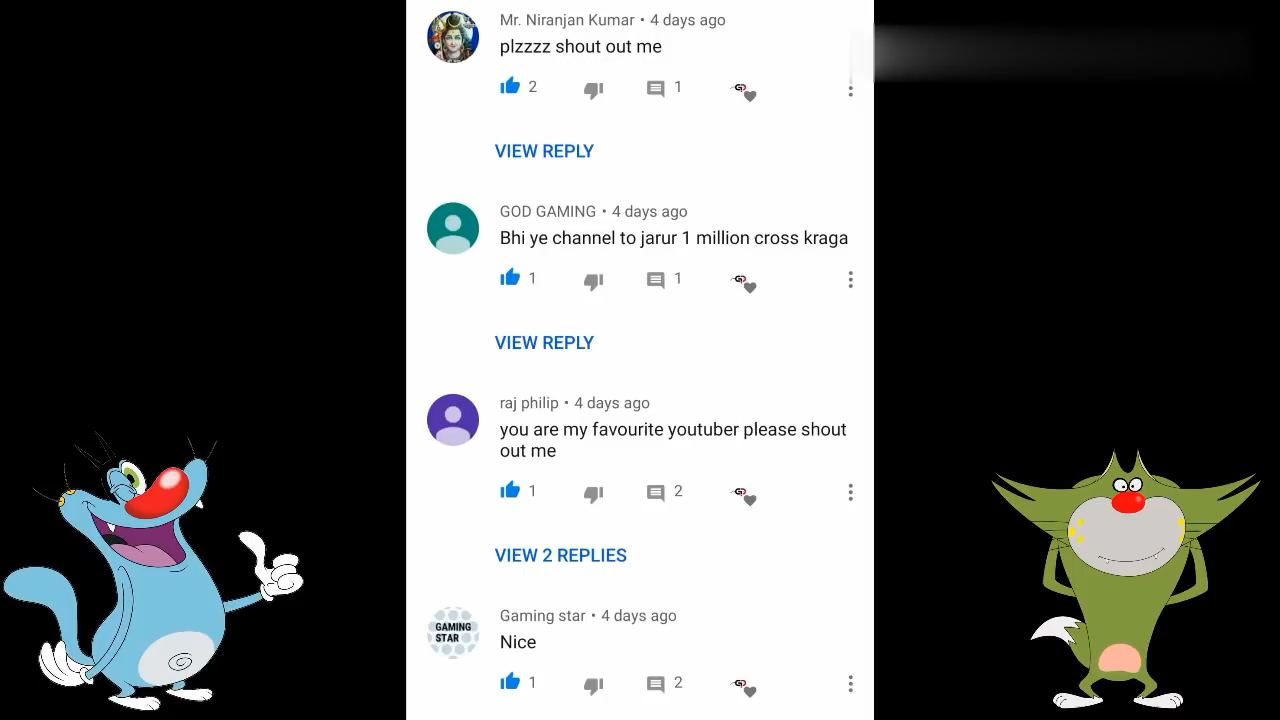 Mr. Niranjan Kumar • 4 days ago
plzzzz shout out me
2
1
VIEW REPLY
GOD GAMING • 4 days ago
Bhi ye channel to jarur 1 million cross kraga
1
1
VIEW REPLY
raj philip • 4 days ago
you are my favourite youtuber please shout
out me
1
2
VIEW 2 REPLIES
Gaming star • 4 days ago
GAMING
STAR
Nice
1
2